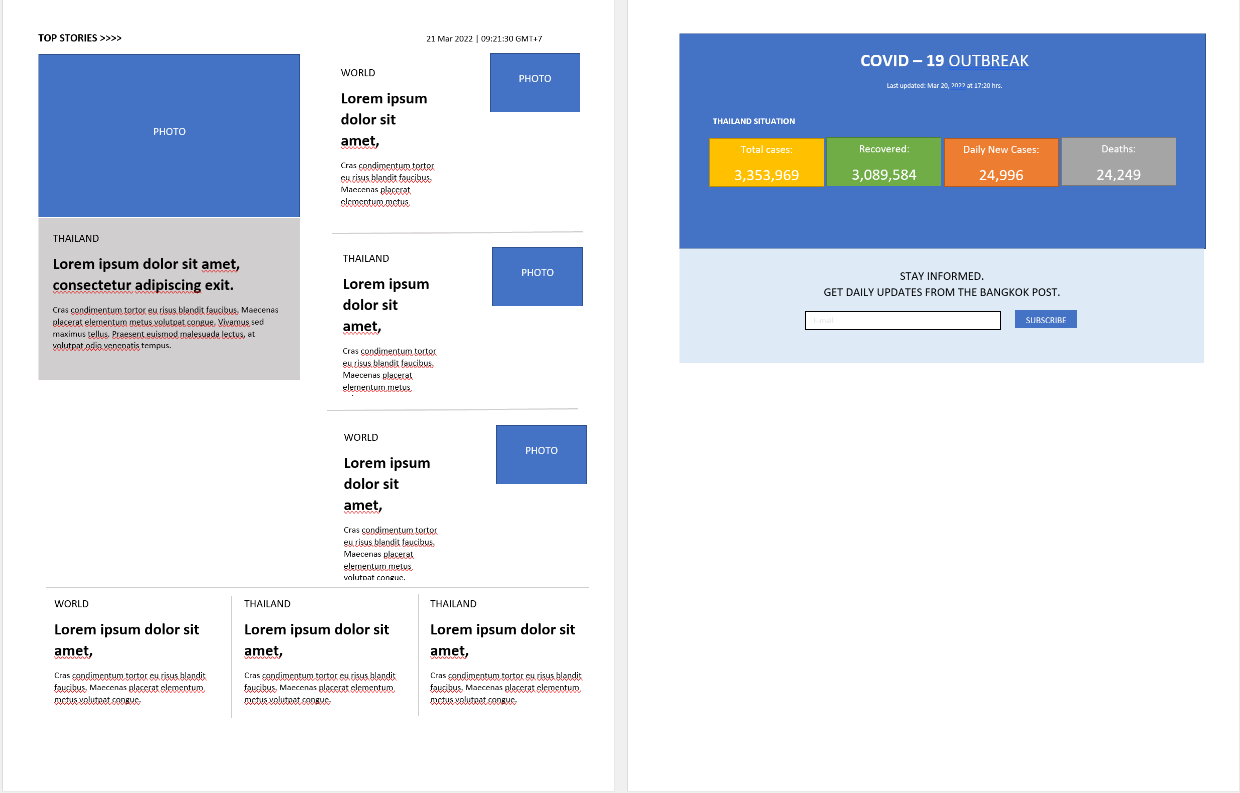 TOP STORIES >>>>
21 Mar 2022 | 09:21:30 GMT+7
PHOTO
THAILAND
Lorem ipsum dolor sit amet,
consectetur adipiscing exit.
Cras condimentum tortor eu risus blandit faucibus. Maecenas
placerat elementum metus volutpat congue. Vivamus sed
maximus tellus. Praesent euismod malesuada lectus, at
volutpat odio venenatis tempus.
WORLD
Lorem ipsum
dolor sit
amet,
Cras condimentum tortor
eu risus blandit faucibus.
Maecenas placerat
elementum metus
PHOTO
THAILAND
Lorem ipsum
dolor sit
amet,
Cras condimentum tortor
eu risus blandit faucibus.
Maecenas placerat
elementum metus
PHOTO
WORLD
Lorem ipsum
dolor sit
amet,
Cras condimentum tortor
eu risus blandit faucibus.
Maecenas placerat
elementum metus
volutpat congue.
PHOTO
WORLD
Lorem ipsum dolor sit
amet,
Cras condimentum tortor eu risus blandit
faucibus. Maecenas placerat elementum
metus volutpat congue.
THAILAND
Lorem ipsum dolor sit
amet,
Cras condimentum tortor eu risus blandit
faucibus. Maecenas placerat elementum
metus volutpat congue.
THAILAND
Lorem ipsum dolor sit
amet,
Cras condimentum tortor eu risus blandit
faucibus. Maecenas placerat elementum
metus volutpat congue.
COVID – 19 OUTBREAK
Last updated: Mar 20, 2022 at 17:20 hrs.
THAILAND SITUATION
Total cases:
3,353,969
Recovered:
3,089,584
Daily New Cases:
24,996
Deaths:
24,249
STAY INFORMED.
GET DAILY UPDATES FROM THE BANGKOK POST.
SUBSCRIBE